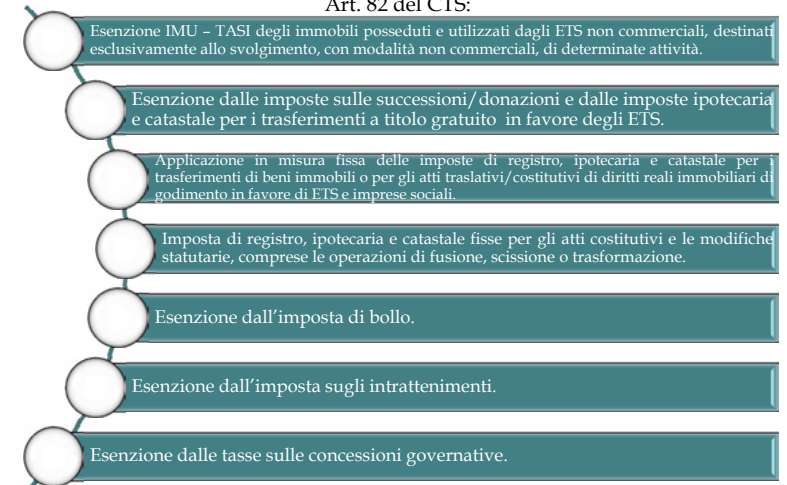 Art. 82 del CTS:
Esenzione IMU – TASI degli immobili posseduti e utilizzati dagli ETS non commerciali, destinati
esclusivamente allo svolgimento, con modalità non commerciali, di determinate attività.
Esenzione dalle imposte sulle successioni/donazioni e dalle imposte ipotecaria
e catastale per i trasferimenti a titolo gratuito in favore degli ETS.
Applicazione in misura fissa delle imposte di registro, ipotecaria e catastale per i
trasferimenti di beni immobili o per gli atti traslativi/costitutivi di diritti reali immobiliari di
godimento in favore di ETS e imprese sociali.
Imposta di registro, ipotecaria e catastale fisse per gli atti costitutivi e le modifiche
statutarie, comprese le operazioni di fusione, scissione o trasformazione.
Esenzione dall'imposta di bollo.
Esenzione dall'imposta sugli intrattenimenti.
Esenzione dalle tasse sulle concessioni governative.